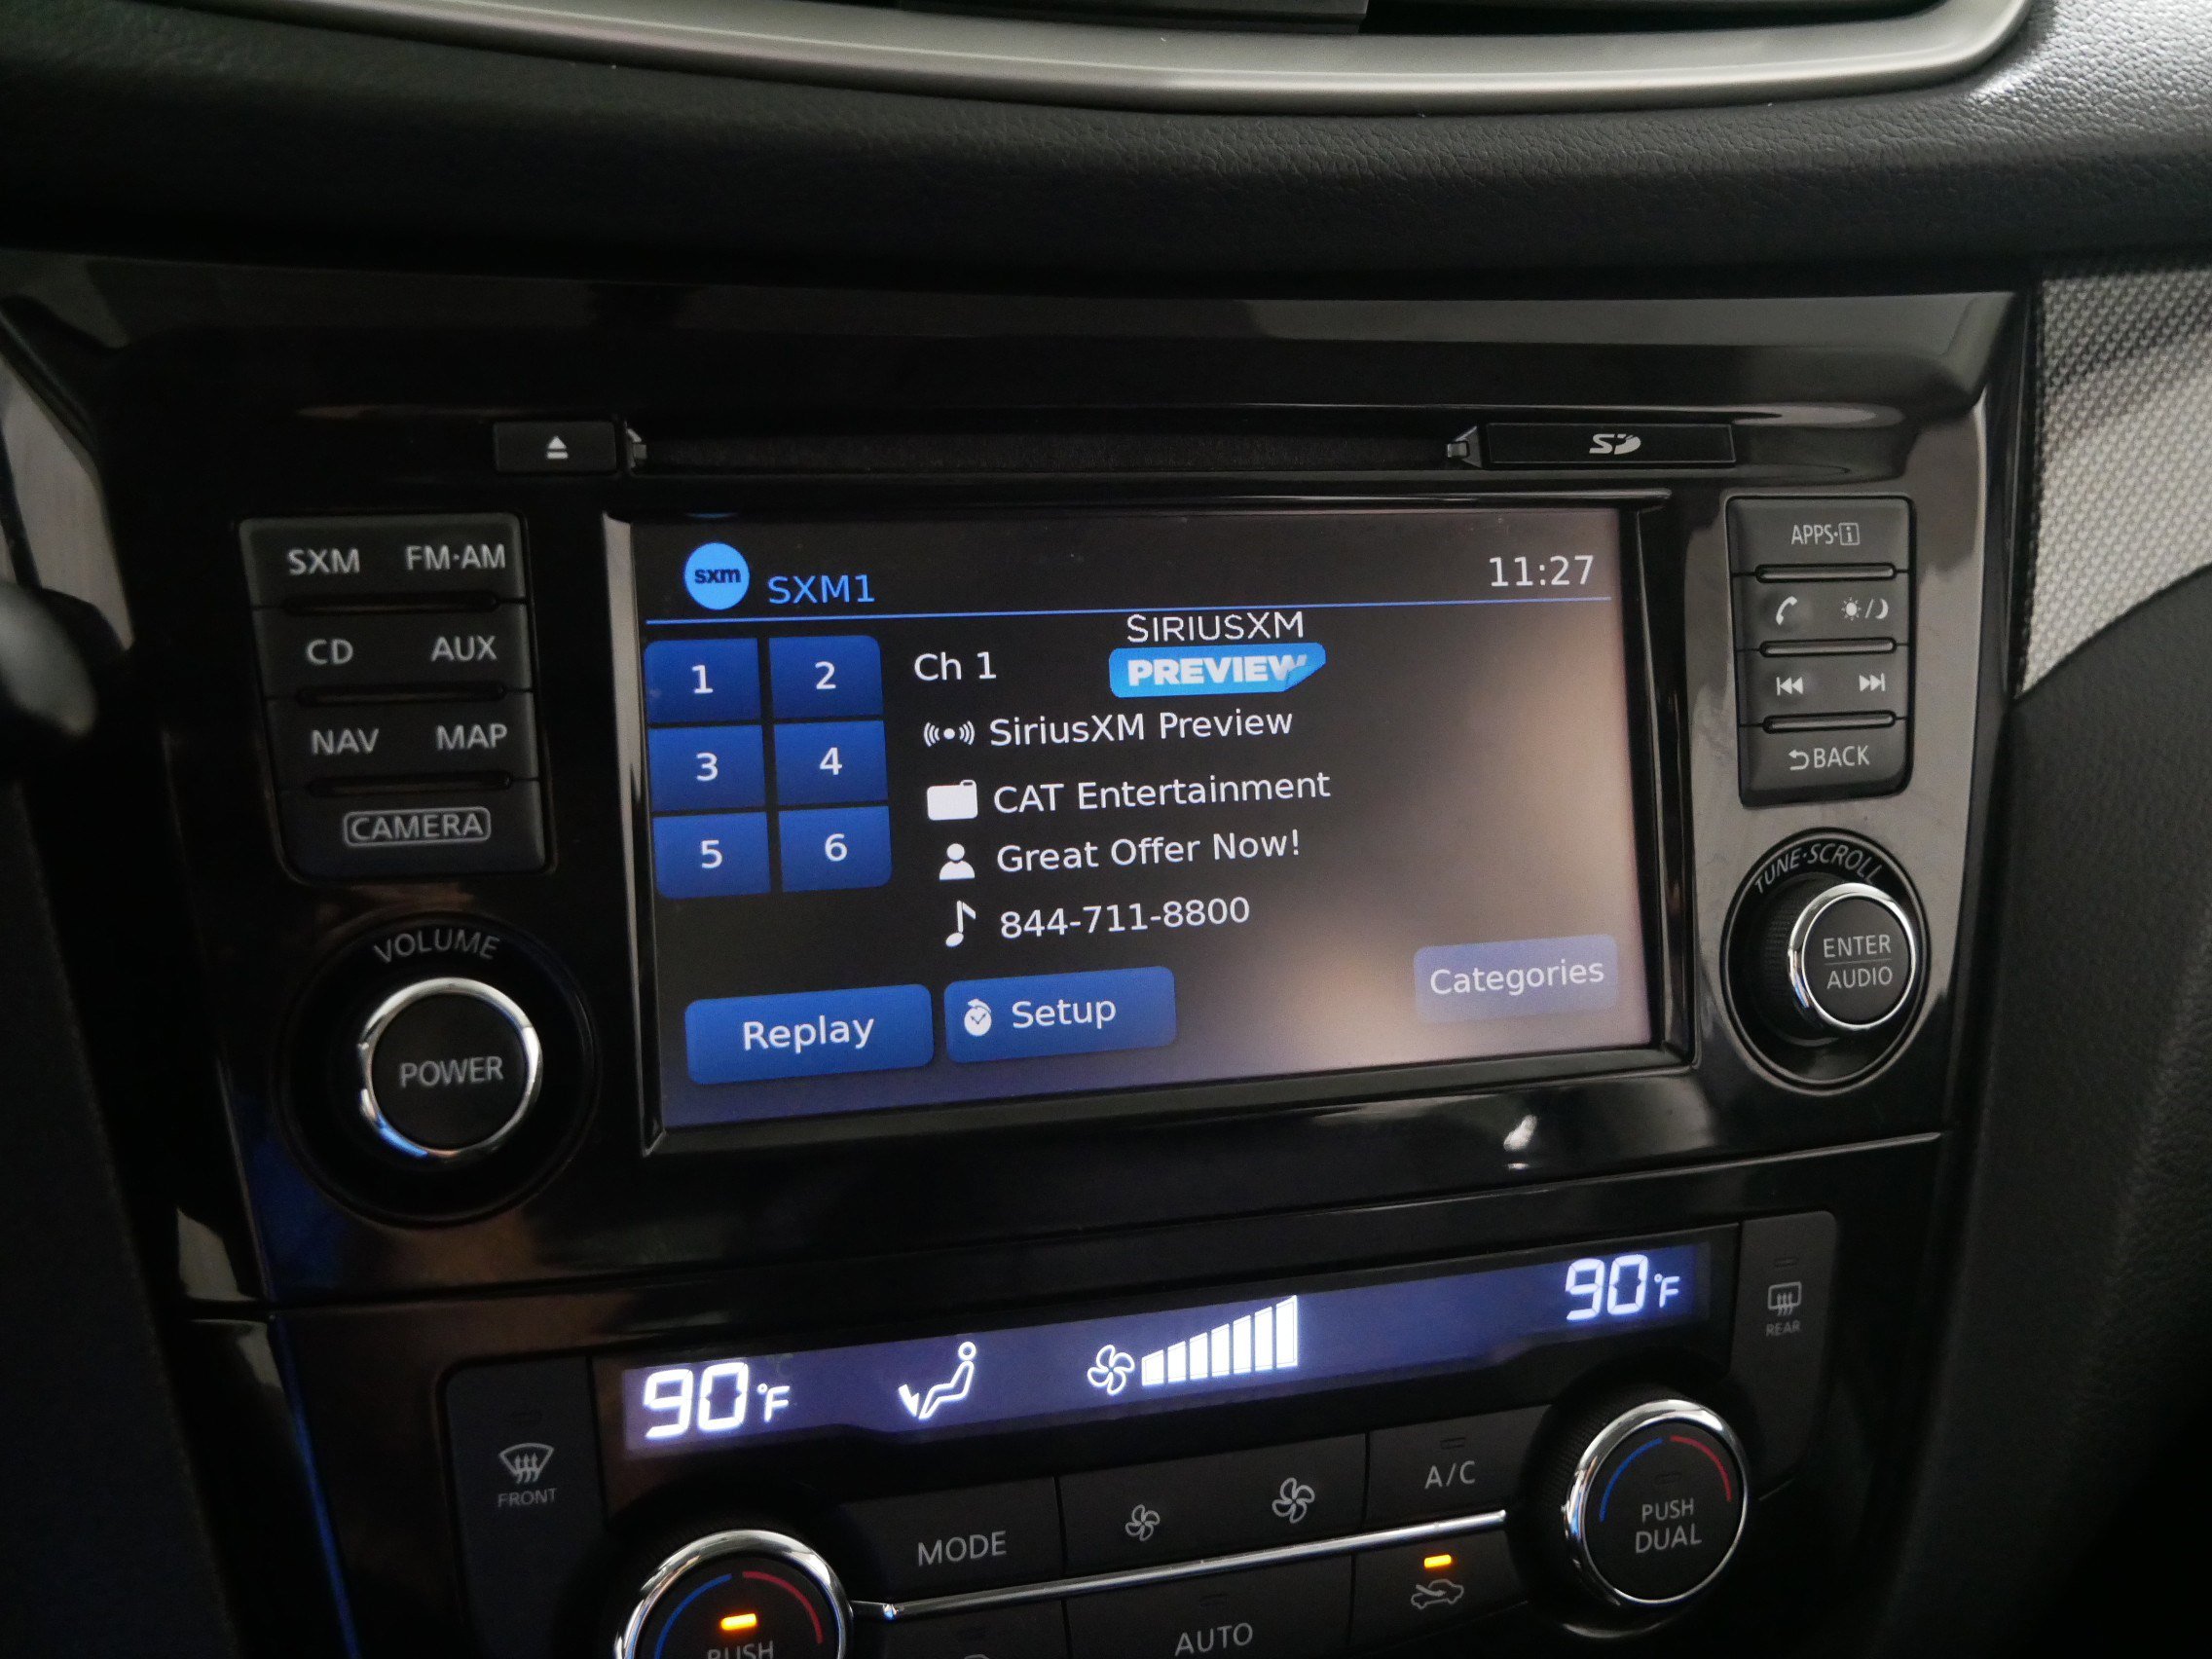 SD
SXM FM·AM
CD AUX
NAV MAP
CAMERA
VOLUME
POWER
sxm SXM1 11:27
SIRIUSXM
PREVIEW
1 2
3 4
5 6
Ch 1
SiriusXM Preview
CAT Entertainment
Great Offer Now!
844-711-8800
Replay
Setup
Categories
APPS·i
BACK
TUNE·SCROLL
ENTER
AUDIO
90°F
90°F
FRONT
REAR
MODE
A/C
AUTO
PUSH
PUSH
DUAL